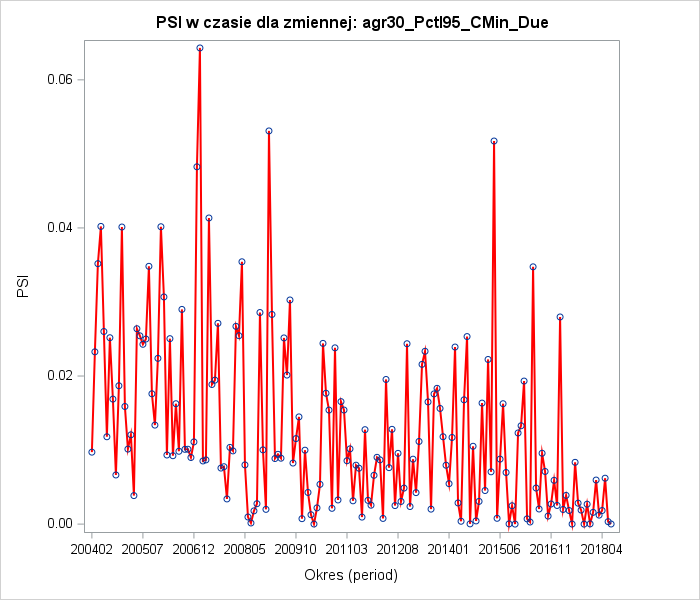 PSI w czasie dla zmiennej: agr30_Pctl95_CMin_Due
0.06
0.04
0.02
0.00
PSI
200402 200507 200612 200805 200910 201103 201208 201401 201506 201611 201804
Okres (period)